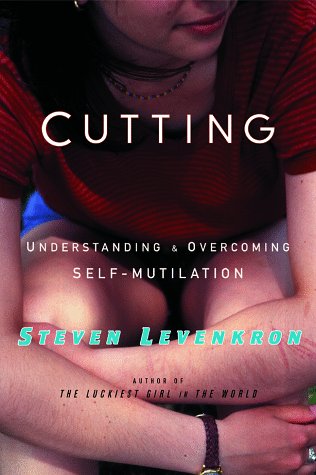 CUTTING
UNDERSTANDING & OVERCOMING
SELF-MUTILATION
STEVEN LEVENKRON
AUTHOR OF
THE LUCKIEST GIRL IN THE WORLD